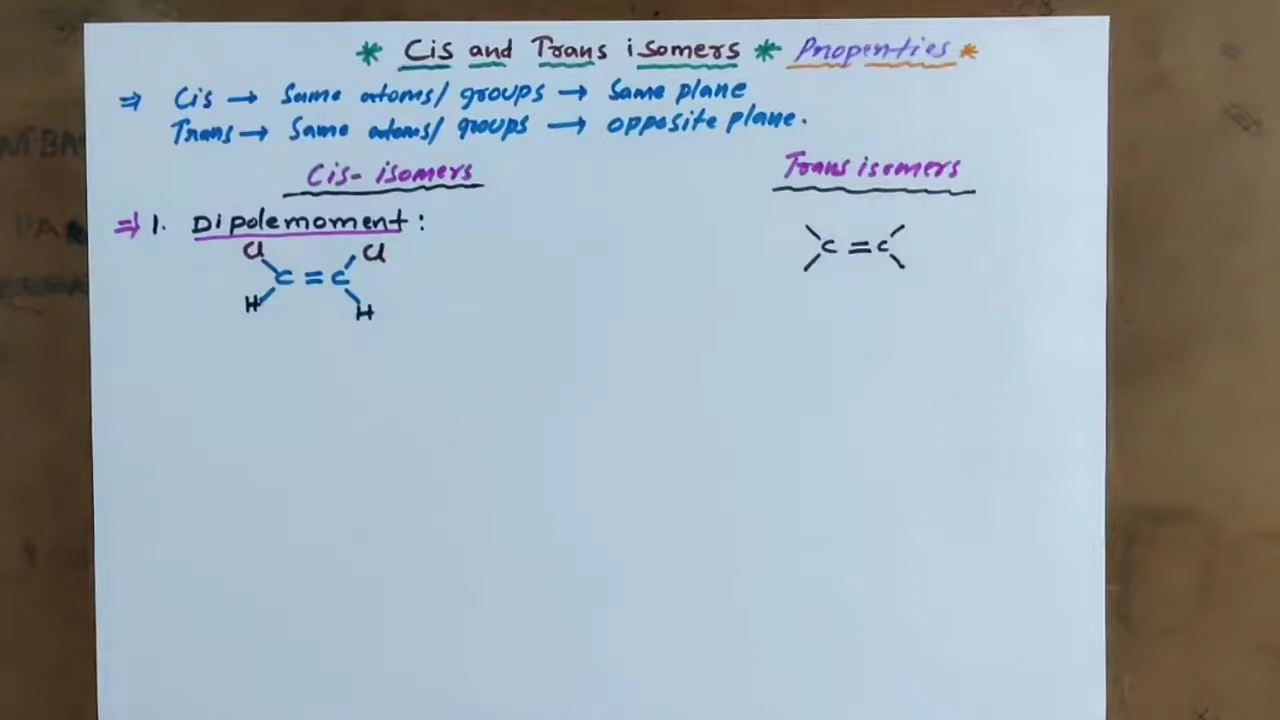 * Cis and Trans isomers * Properties *
⇒ Cis → Same atoms/ groups → Same plane
Trans → Same atoms/ groups → opposite plane.
Cis- isomers
Trans isomers
⇒ 1. Dipolemoment :
Cl Cl
C = C
H H
C = C